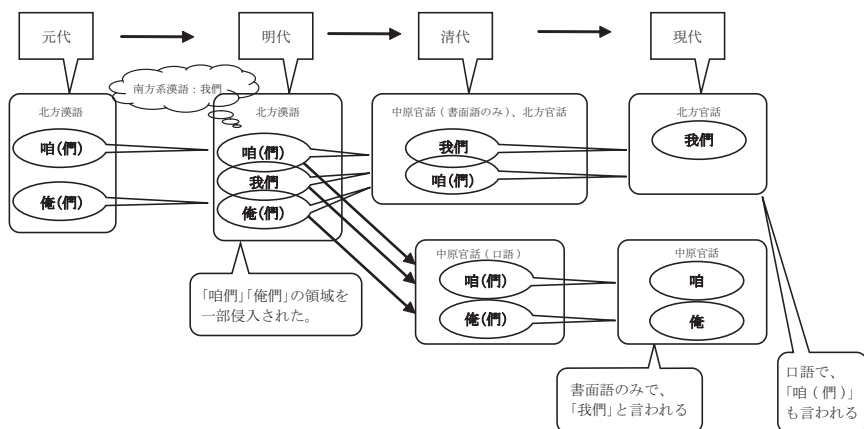 元代
明代
清代
現代
南方系漢語：我們
北方漢語
咱(們)
俺(們)
北方漢語
咱(們)
我們
俺(們)
中原官話（書面語のみ）、北方官話
我們
咱(們)
北方官話
我們
中原官話（口語）
咱(們)
俺(們)
中原官話
咱
俺
「咱們」「俺們」の領域を
一部侵入された。
書面語のみで、
「我們」と言われる
口語で、
「咱（們）」
も言われる